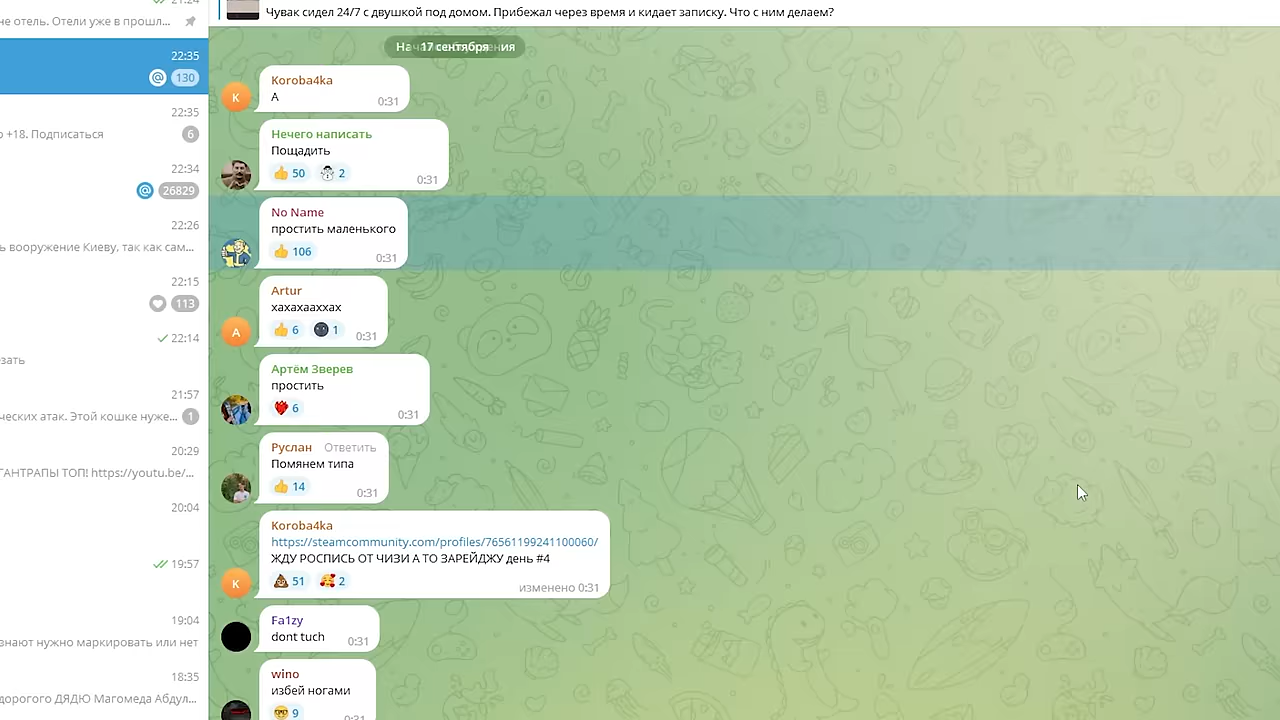 21:24
не отель. Отели уже в прошл...
22:35
130
22:35
о +18. Подписаться
6
22:34
26829
22:26
ь вооружение Киеву, так как сам...
22:15
113
22:14
езать
21:57
ческих атак. Этой кошке нуже...
1
20:29
ГАНТРАПЫ ТОП! https://youtu.be/...
20:04
19:57
19:04
знают нужно маркировать или нет
18:35
дорогого ДЯДЮ Магомеда Абдул...
Чувак сидел 24/7 с двушкой под домом. Прибежал через время и кидает записку. Что с ним делаем?
17 сентября
Koroba4ka
А
0:31
К
Нечего написать
Пощадить
50 2
0:31
No Name
простить маленького
106
0:31
Artur
хахахааххах
6 1
0:31
A
Артём Зверев
простить
6
0:31
Руслан Ответить
Помянем типа
14
0:31
Koroba4ka
https://steamcommunity.com/profiles/76561199241100060/
ЖДУ РОСПИСЬ ОТ ЧИЗИ А ТО ЗАРЕЙДЖУ день #4
51 2
изменено 0:31
К
Fa1zy
dont tuch
0:31
wino
избей ногами
9
0:31